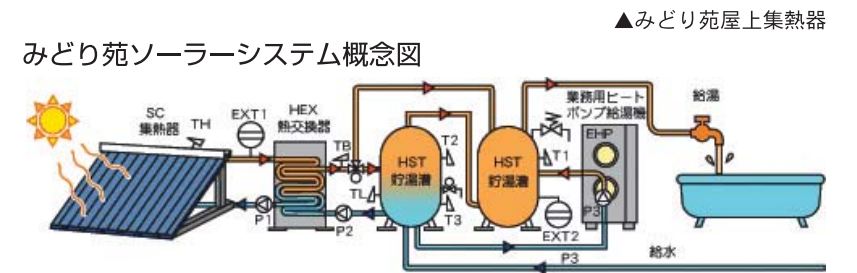 ▲みどり苑屋上集熱器
みどり苑ソーラーシステム概念図
SC
集熱器
TH
EXT1
HEX
熱交換器
TB
T2
業務用ヒート
ポンプ給湯機
給湯
EHP
HST
貯湯漕
HST
貯湯漕
T1
TL
T3
P1
P2
P3
EXT2
P3
給水